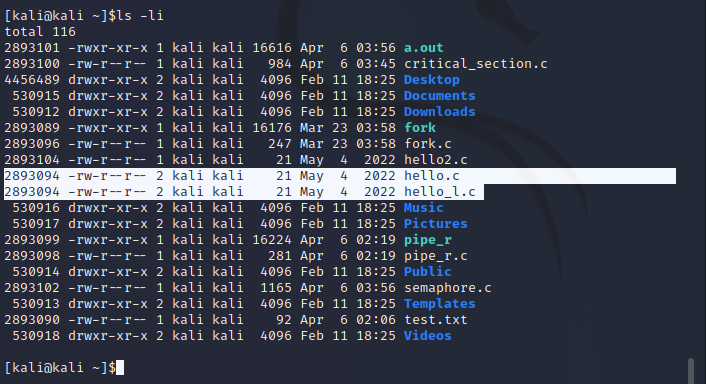 [kali@kali ~]$ls -li
total 116
2893101 -rwxr-xr-x 1 kali kali 16616 Apr  6 03:56 a.out
2893100 -rw-r--r-- 1 kali kali   984 Apr  6 03:45 critical_section.c
4456489 drwxr-xr-x 2 kali kali  4096 Feb 11 18:25 Desktop
 530915 drwxr-xr-x 2 kali kali  4096 Feb 11 18:25 Documents
 530912 drwxr-xr-x 2 kali kali  4096 Feb 11 18:25 Downloads
2893089 -rwxr-xr-x 1 kali kali 16176 Mar 23 03:58 fork
2893096 -rw-r--r-- 1 kali kali   247 Mar 23 03:58 fork.c
2893104 -rw-r--r-- 1 kali kali    21 May  4  2022 hello2.c
2893094 -rw-r--r-- 2 kali kali    21 May  4  2022 hello.c
2893094 -rw-r--r-- 2 kali kali    21 May  4  2022 hello_l.c
 530916 drwxr-xr-x 2 kali kali  4096 Feb 11 18:25 Music
 530917 drwxr-xr-x 2 kali kali  4096 Feb 11 18:25 Pictures
2893099 -rwxr-xr-x 1 kali kali 16224 Apr  6 02:19 pipe_r
2893098 -rw-r--r-- 1 kali kali   281 Apr  6 02:19 pipe_r.c
 530914 drwxr-xr-x 2 kali kali  4096 Feb 11 18:25 Public
2893102 -rw-r--r-- 1 kali kali  1165 Apr  6 03:56 semaphore.c
 530913 drwxr-xr-x 2 kali kali  4096 Feb 11 18:25 Templates
2893090 -rw-r--r-- 1 kali kali    92 Apr  6 02:06 test.txt
 530918 drwxr-xr-x 2 kali kali  4096 Feb 11 18:25 Videos
[kali@kali ~]$